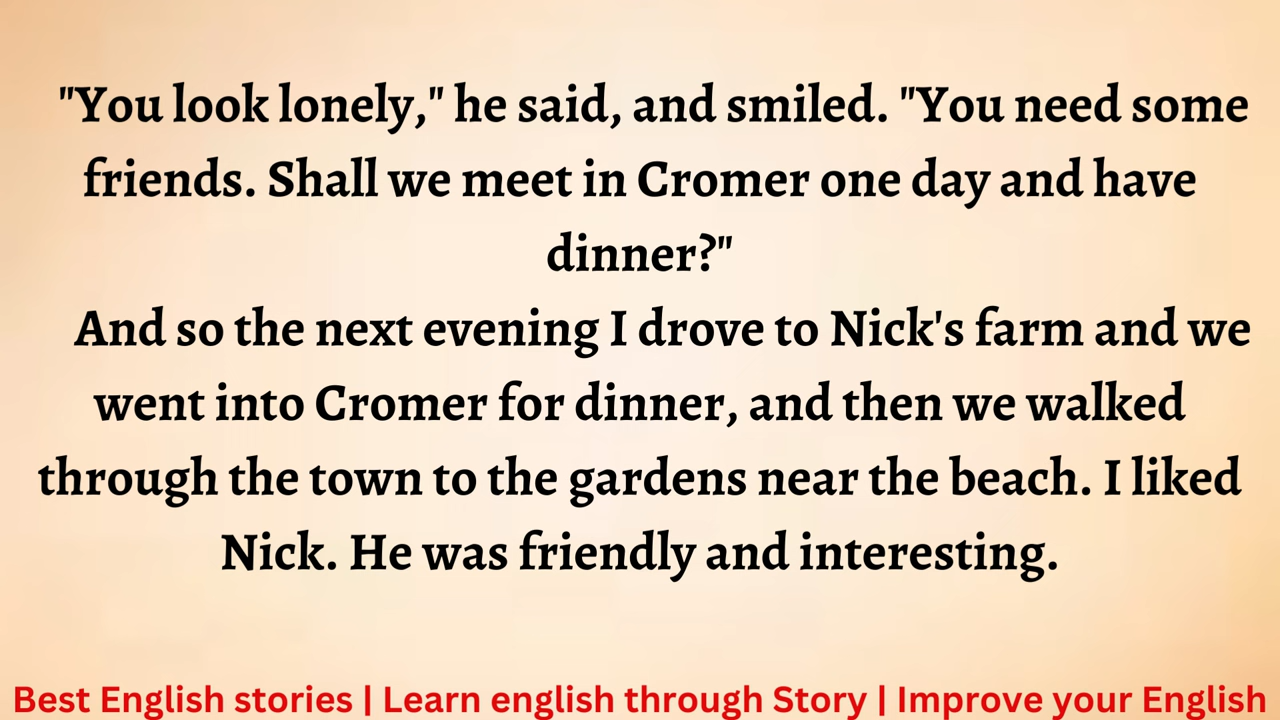 "You look lonely," he said, and smiled. "You need some
friends. Shall we meet in Cromer one day and have
dinner?"
And so the next evening I drove to Nick's farm and we
went into Cromer for dinner, and then we walked
through the town to the gardens near the beach. I liked
Nick. He was friendly and interesting.
Best English stories | Learn english through Story | Improve your English